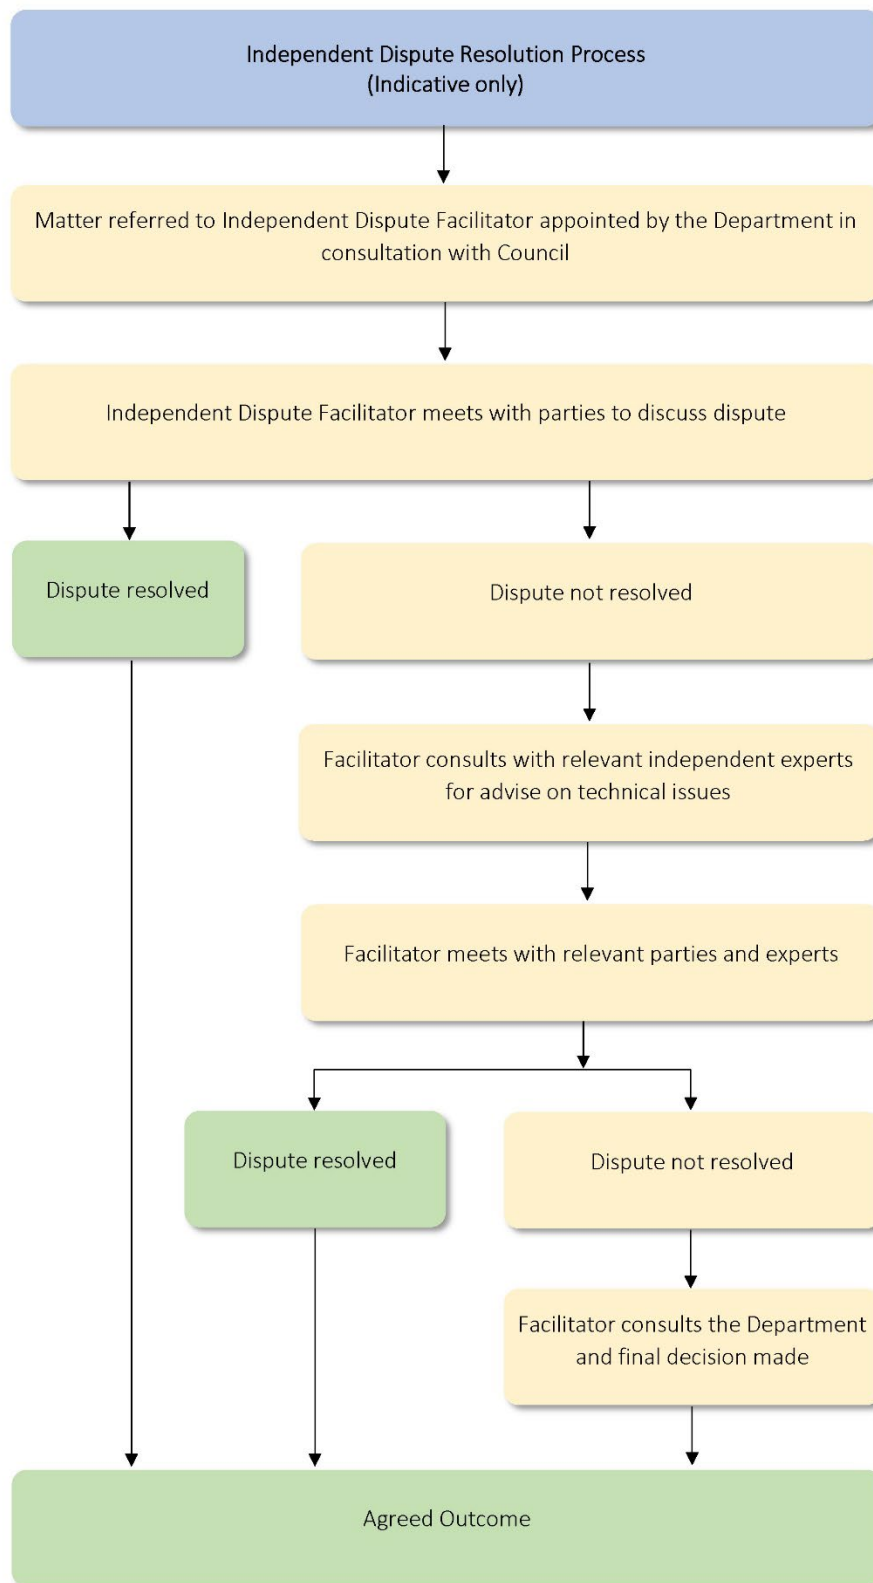 Independent Dispute Resolution Process
(Indicative only)
Matter referred to Independent Dispute Facilitator appointed by the Department in
consultation with Council
Independent Dispute Facilitator meets with parties to discuss dispute
Dispute resolved
Dispute not resolved
Facilitator consults with relevant independent experts
for advise on technical issues
Facilitator meets with relevant parties and experts
Dispute resolved
Dispute not resolved
Facilitator consults the Department
and final decision made
Agreed Outcome